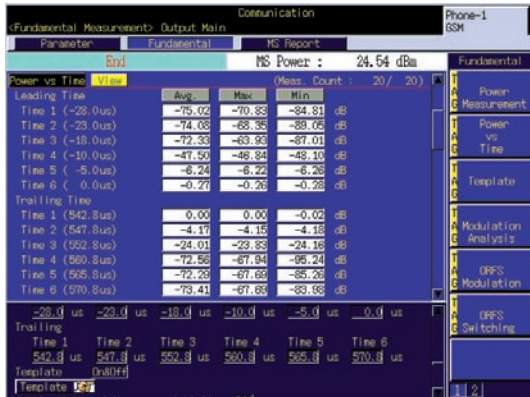 Communication
Phone-1
<Fundamental Measurement> Output Main
GSM
Parameter Fundamental MS Report
End MS Power : 24.54 dBm
Fundamental
Power vs Time View (Meas. Count : 20/ 20)
Leading Time Avg. Max Min
Time 1 (-28.0us) -75.02 -70.83 -84.81 dB
Time 2 (-23.0us) -74.08 -68.35 -89.05 dB
Time 3 (-18.0us) -72.33 -63.93 -87.01 dB
Time 4 (-10.0us) -47.50 -46.84 -48.10 dB
Time 5 ( -5.0us) -6.24 -6.22 -6.26 dB
Time 6 ( 0.0us) -0.27 -0.26 -0.28 dB
Trailing Time
Time 1 (542.8us) 0.00 0.00 -0.02 dB
Time 2 (547.8us) -4.17 -4.15 -4.18 dB
Time 3 (552.8us) -24.01 -23.83 -24.16 dB
Time 4 (560.8us) -72.56 -67.94 -95.24 dB
Time 5 (565.8us) -72.29 -67.69 -85.26 dB
Time 6 (570.8us) -73.41 -67.69 -83.98 dB
-28.0 us -23.0 us -18.0 us -10.0 us -5.0 us 0.0 us
Trailing
Time 1 Time 2 Time 3 Time 4 Time 5 Time 6
542.8 us 547.8 us 552.8 us 560.8 us 565.8 us 570.8 us
Template On&Off
Template
TAG Power Measurement
TAG Power vs Time
TAG Template
TAG Modulation Analysis
TAG ORFS Modulation
TAG ORFS Switching
1 2